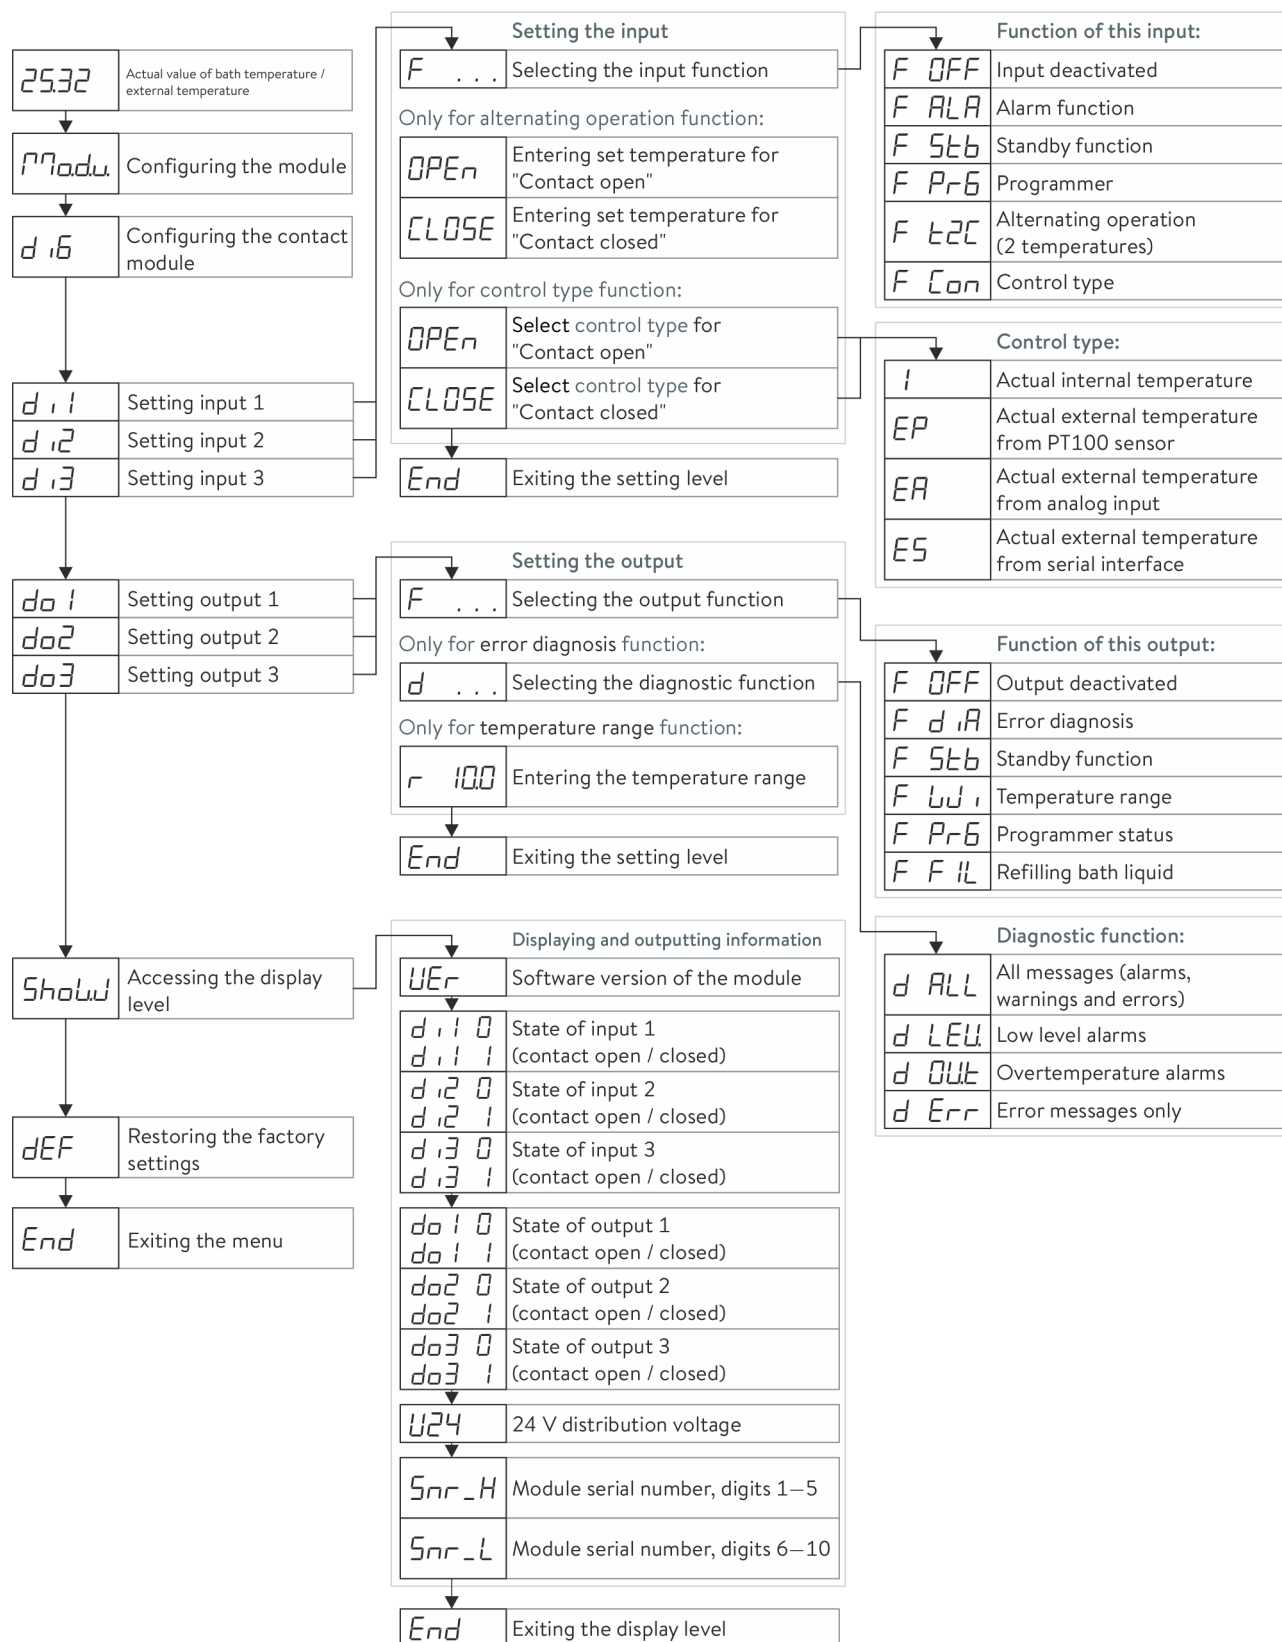 25.32
Actual value of bath temperature /
external temperature
Mo.d.u.
Configuring the module
d iG
Configuring the contact
module
d i1
Setting input 1
d i2
Setting input 2
d i3
Setting input 3
do 1
Setting output 1
do2
Setting output 2
do3
Setting output 3
ShoW
Accessing the display
level
dEF
Restoring the factory
settings
End
Exiting the menu
Setting the input
F ...
Selecting the input function
Only for alternating operation function:
OPEn
Entering set temperature for
"Contact open"
CLOSE
Entering set temperature for
"Contact closed"
Only for control type function:
OPEn
Select control type for
"Contact open"
CLOSE
Select control type for
"Contact closed"
End
Exiting the setting level
Setting the output
F ...
Selecting the output function
Only for error diagnosis function:
d ...
Selecting the diagnostic function
Only for temperature range function:
r 10.0
Entering the temperature range
End
Exiting the setting level
Displaying and outputting information
VEr
Software version of the module
d i1 0
d i1 1
State of input 1
(contact open / closed)
d i2 0
d i2 1
State of input 2
(contact open / closed)
d i3 0
d i3 1
State of input 3
(contact open / closed)
do 1 0
do 1 1
State of output 1
(contact open / closed)
do2 0
do2 1
State of output 2
(contact open / closed)
do3 0
do3 1
State of output 3
(contact open / closed)
U24
24 V distribution voltage
Snr_H
Module serial number, digits 1–5
Snr_L
Module serial number, digits 6–10
End
Exiting the display level
Function of this input:
F OFF
Input deactivated
F ALA
Alarm function
F Stb
Standby function
F PrG
Programmer
F t2C
Alternating operation
(2 temperatures)
F Con
Control type
Control type:
I
Actual internal temperature
EP
Actual external temperature
from PT100 sensor
EA
Actual external temperature
from analog input
ES
Actual external temperature
from serial interface
Function of this output:
F OFF
Output deactivated
F d iA
Error diagnosis
F Stb
Standby function
F W i
Temperature range
F PrG
Programmer status
F F IL
Refilling bath liquid
Diagnostic function:
d ALL
All messages (alarms,
warnings and errors)
d LEU.
Low level alarms
d OU.t
Overtemperature alarms
d Err
Error messages only